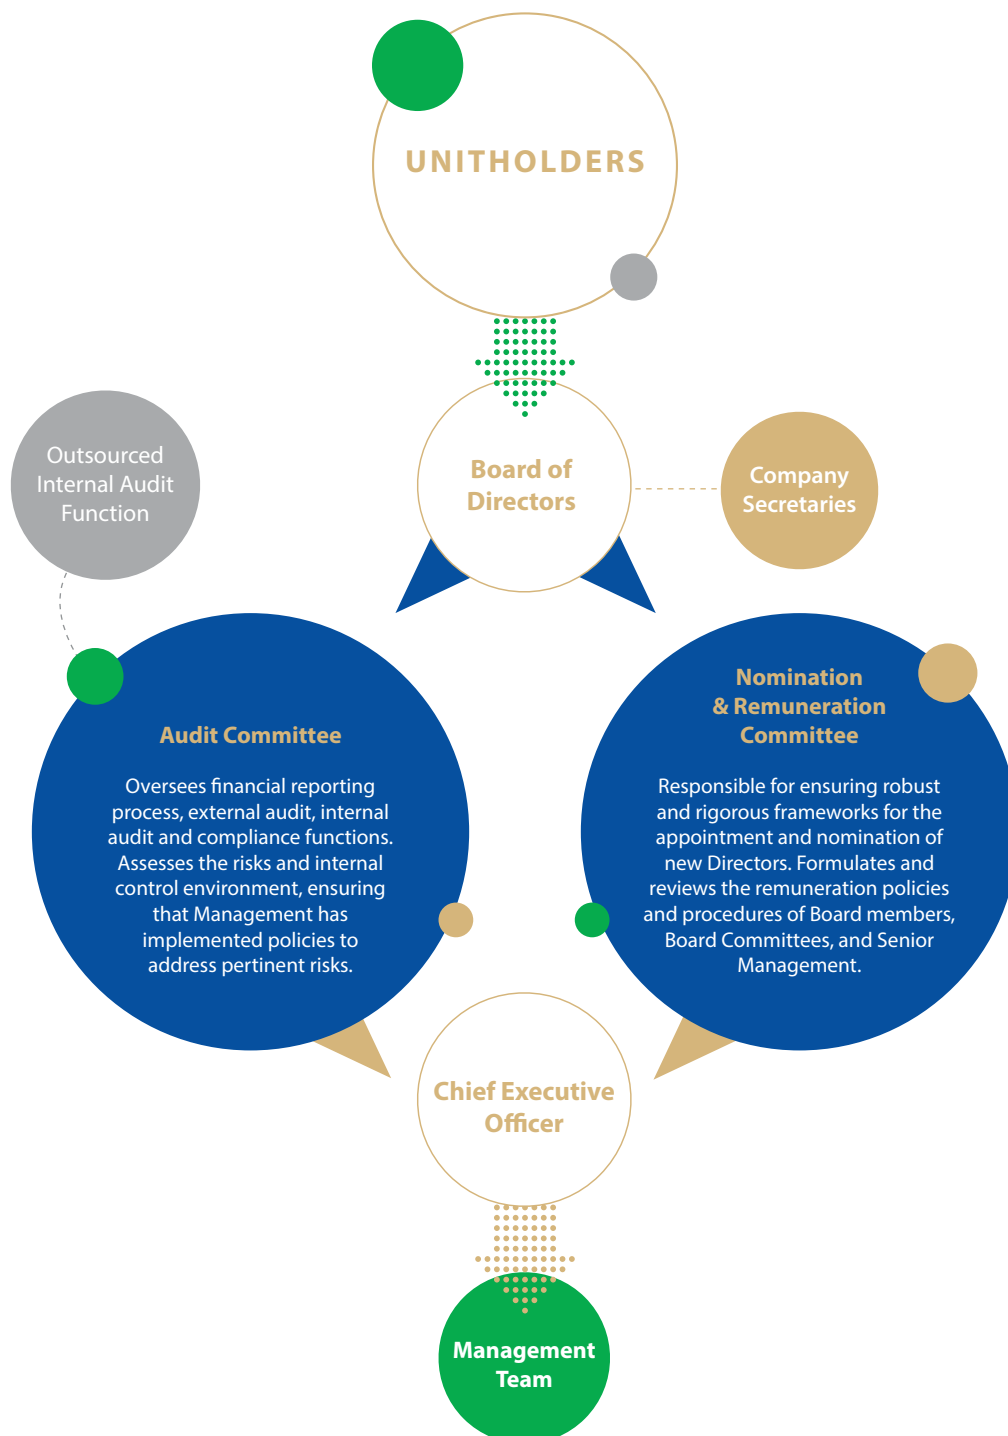 UNITHOLDERS
Outsourced
Internal Audit
Function
Board of
Directors
Company
Secretaries
Audit Committee
Oversees financial reporting
process, external audit, internal
audit and compliance functions.
Assesses the risks and internal
control environment, ensuring
that Management has
implemented policies to
address pertinent risks.
Nomination
& Remuneration
Committee
Responsible for ensuring robust
and rigorous frameworks for the
appointment and nomination of
new Directors. Formulates and
reviews the remuneration policies
and procedures of Board members,
Board Committees, and Senior
Management.
Chief Executive
Officer
Management
Team